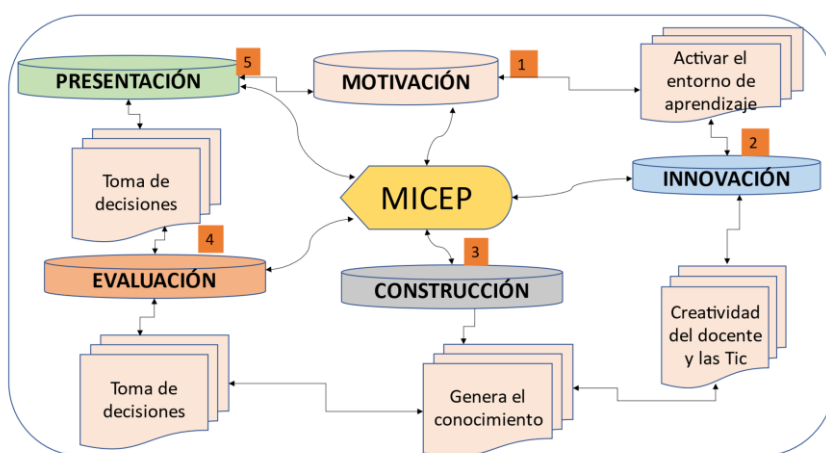 5
PRESENTACIÓN
MOTIVACIÓN
1
Activar el
entorno de
aprendizaje
2
INNOVACIÓN
Toma de
decisiones
MICEP
4
EVALUACIÓN
3
CONSTRUCCIÓN
Creatividad
del docente
y las Tic
Toma de
decisiones
Genera el
conocimiento